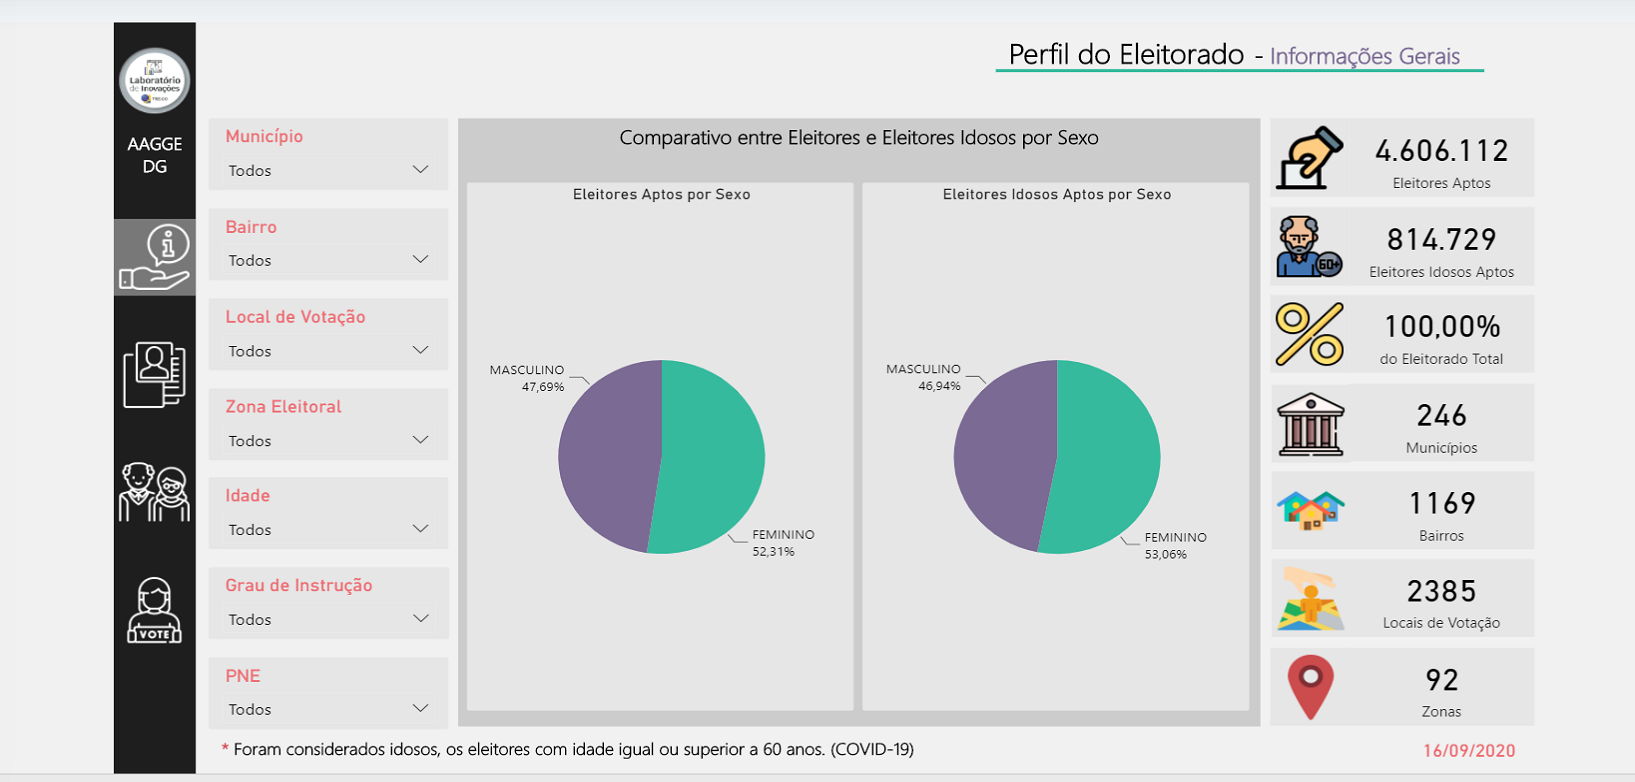 Perfil do Eleitorado - Informações Gerais
Laboratório
de Inovações
AAGGE
DG
Município
Todos
Bairro
Todos
Local de Votação
Todos
Zona Eleitoral
Todos
Idade
Todos
Grau de Instrução
Todos
PNE
Todos
VOTE
Comparativo entre Eleitores e Eleitores Idosos por Sexo
Eleitores Aptos por Sexo
MASCULINO
47,69%
FEMININO
52,31%
Eleitores Idosos Aptos por Sexo
MASCULINO
46,94%
FEMININO
53,06%
4.606.112
Eleitores Aptos
60+
814.729
Eleitores Idosos Aptos
100,00%
do Eleitorado Total
246
Municípios
1169
Bairros
2385
Locais de Votação
92
Zonas
* Foram considerados idosos, os eleitores com idade igual ou superior a 60 anos. (COVID-19)
16/09/2020